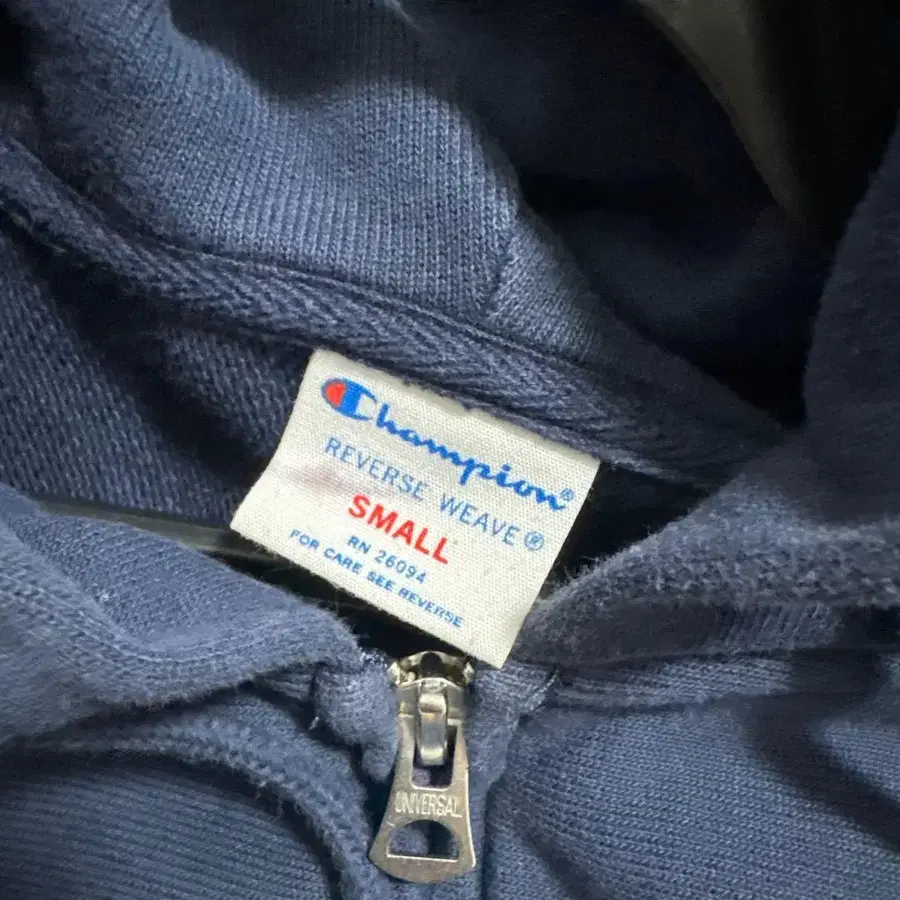 Champion®
REVERSE WEAVE®
SMALL
RN 26094
FOR CARE SEE REVERSE
UNIVERSAL